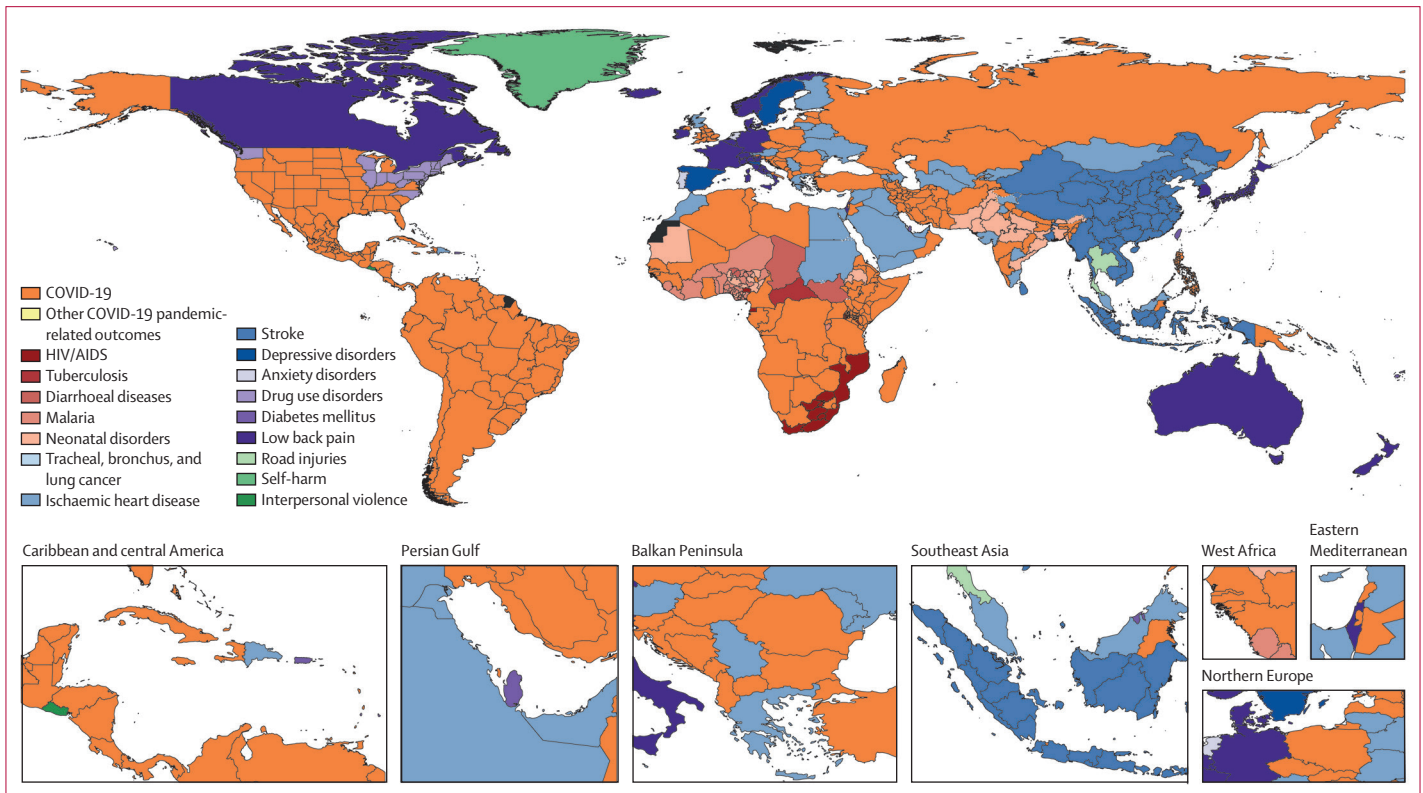 COVID-19
Other COVID-19 pandemic-
related outcomes
HIV/AIDS
Tuberculosis
Diarrhoeal diseases
Malaria
Neonatal disorders
Tracheal, bronchus, and
lung cancer
Ischaemic heart disease
Stroke
Depressive disorders
Anxiety disorders
Drug use disorders
Diabetes mellitus
Low back pain
Road injuries
Self-harm
Interpersonal violence
Caribbean and central America
Persian Gulf
Balkan Peninsula
Southeast Asia
West Africa
Eastern
Mediterranean
Northern Europe